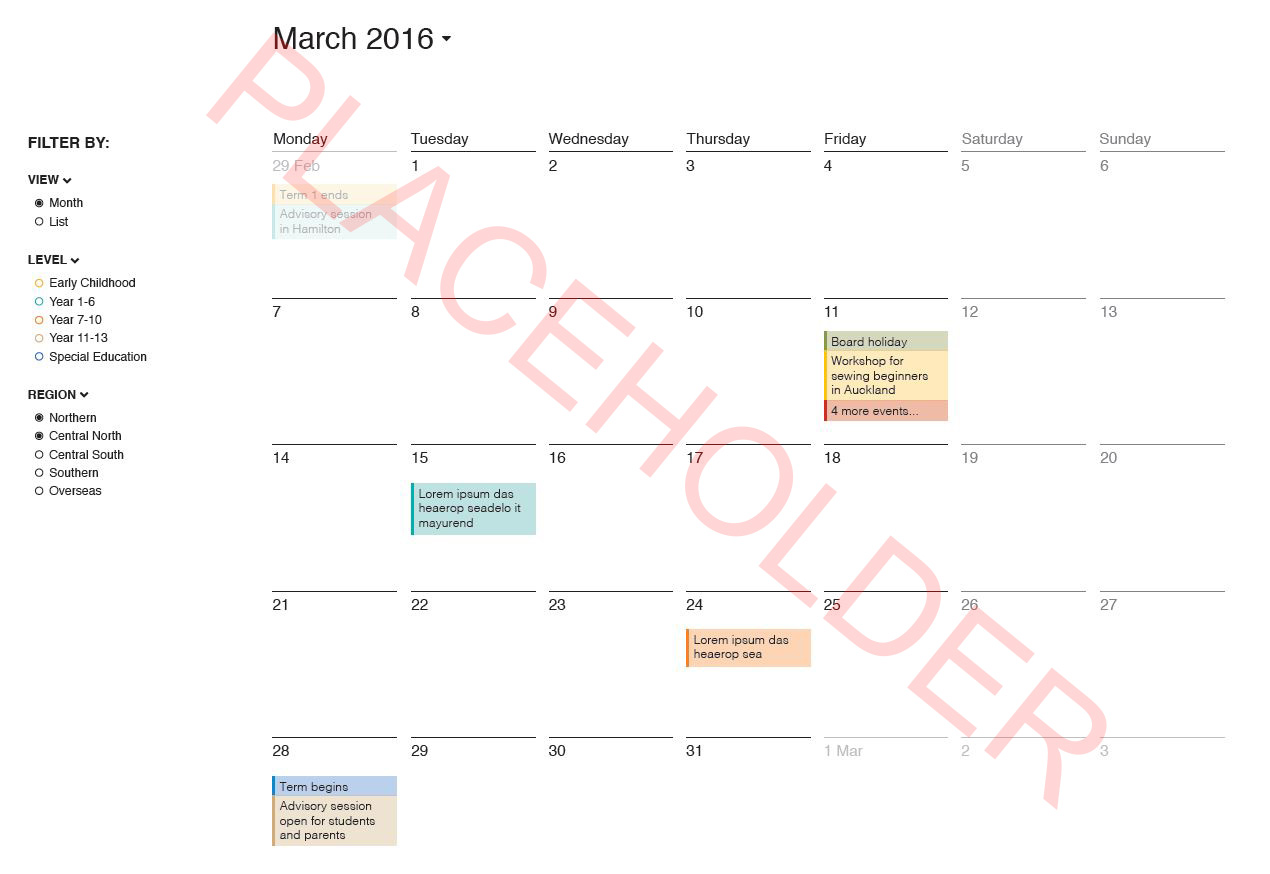 March 2016
FILTER BY:
VIEW
Month
List
LEVEL
Early Childhood
Year 1-6
Year 7-10
Year 11-13
Special Education
REGION
Northern
Central North
Central South
Southern
Overseas
Monday Tuesday Wednesday Thursday Friday Saturday Sunday
29 Feb 1 2 3 4 5 6
Term 1 ends
Advisory session
in Hamilton
7 8 9 10 11 12 13
Board holiday
Workshop for
sewing beginners
in Auckland
4 more events...
14 15 16 17 18 19 20
Lorem ipsum das
heaerop seadelo it
mayurend
21 22 23 24 25 26 27
Lorem ipsum das
heaerop sea
28 29 30 31 1 Mar 2 3
Term begins
Advisory session
open for students
and parents
PLACEHOLDER